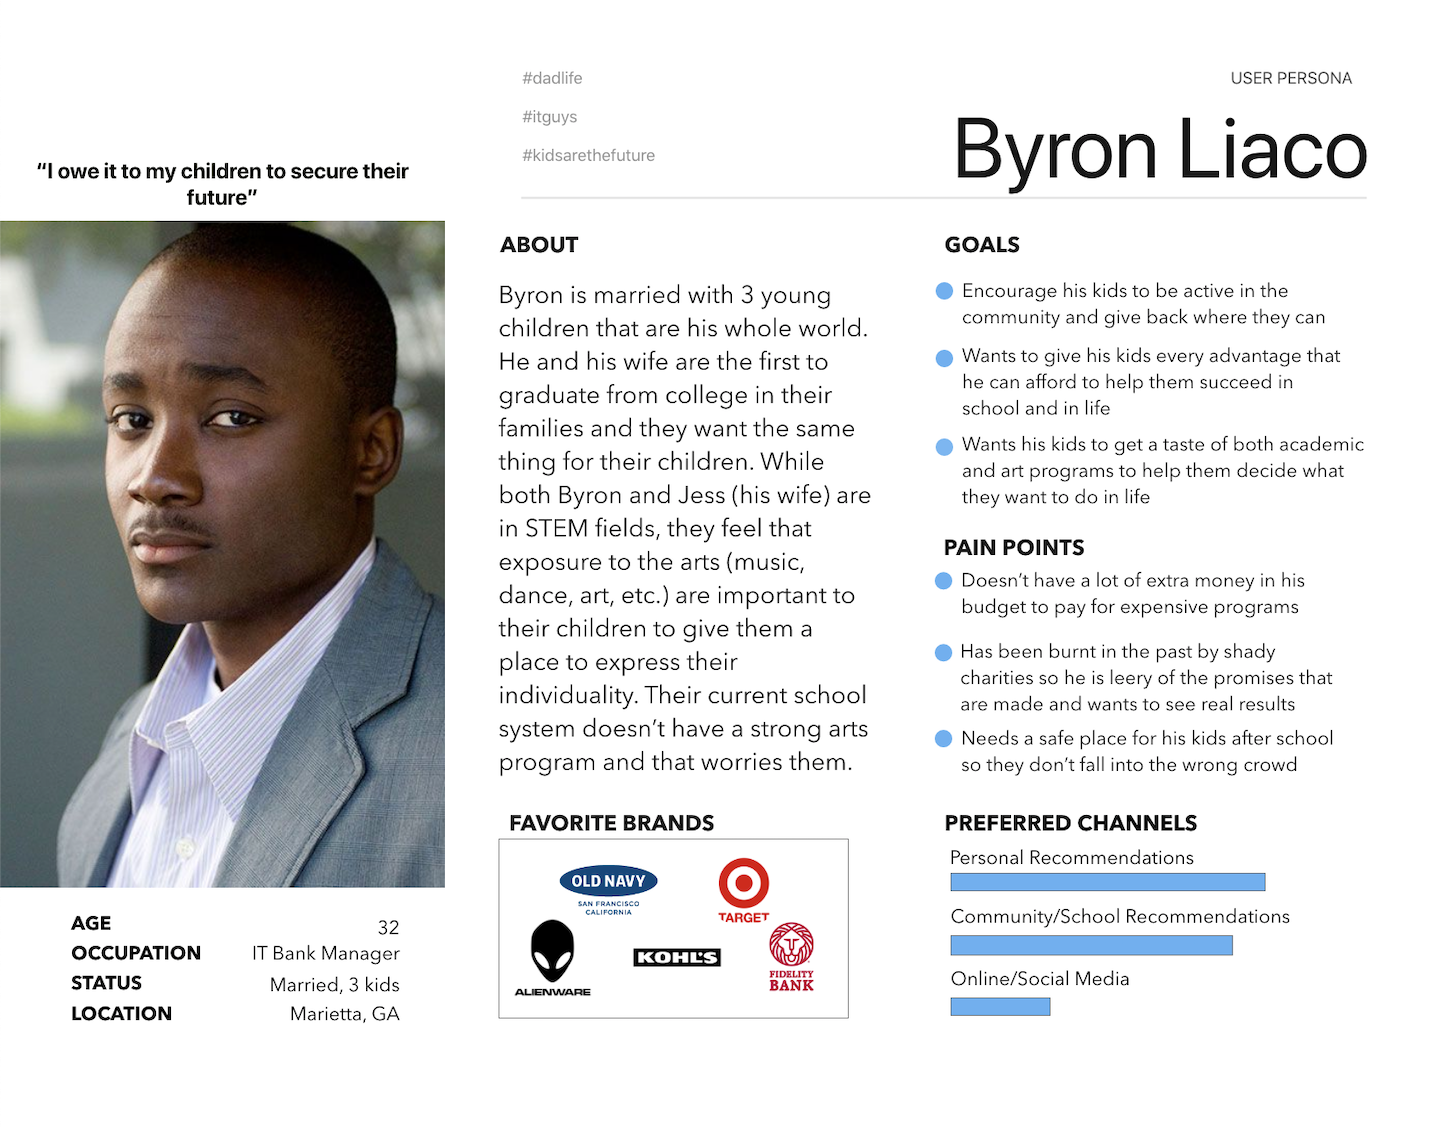 #dadlife
#itguys
#kidsarethefuture
USER PERSONA
Byron Liaco
“I owe it to my children to secure their
future”
AGE
32
OCCUPATION
IT Bank Manager
STATUS
Married, 3 kids
LOCATION
Marietta, GA
ABOUT
Byron is married with 3 young
children that are his whole world.
He and his wife are the first to
graduate from college in their
families and they want the same
thing for their children. While
both Byron and Jess (his wife) are
in STEM fields, they feel that
exposure to the arts (music,
dance, art, etc.) are important to
their children to give them a
place to express their
individuality. Their current school
system doesn’t have a strong arts
program and that worries them.
FAVORITE BRANDS
OLD NAVY
SAN FRANCISCO
CALIFORNIA
TARGET
ALIENWARE
KOHL'S
FIDELITY
BANK
GOALS
Encourage his kids to be active in the
community and give back where they can
Wants to give his kids every advantage that
he can afford to help them succeed in
school and in life
Wants his kids to get a taste of both academic
and art programs to help them decide what
they want to do in life
PAIN POINTS
Doesn’t have a lot of extra money in his
budget to pay for expensive programs
Has been burnt in the past by shady
charities so he is leery of the promises that
are made and wants to see real results
Needs a safe place for his kids after school
so they don’t fall into the wrong crowd
PREFERRED CHANNELS
Personal Recommendations
Community/School Recommendations
Online/Social Media